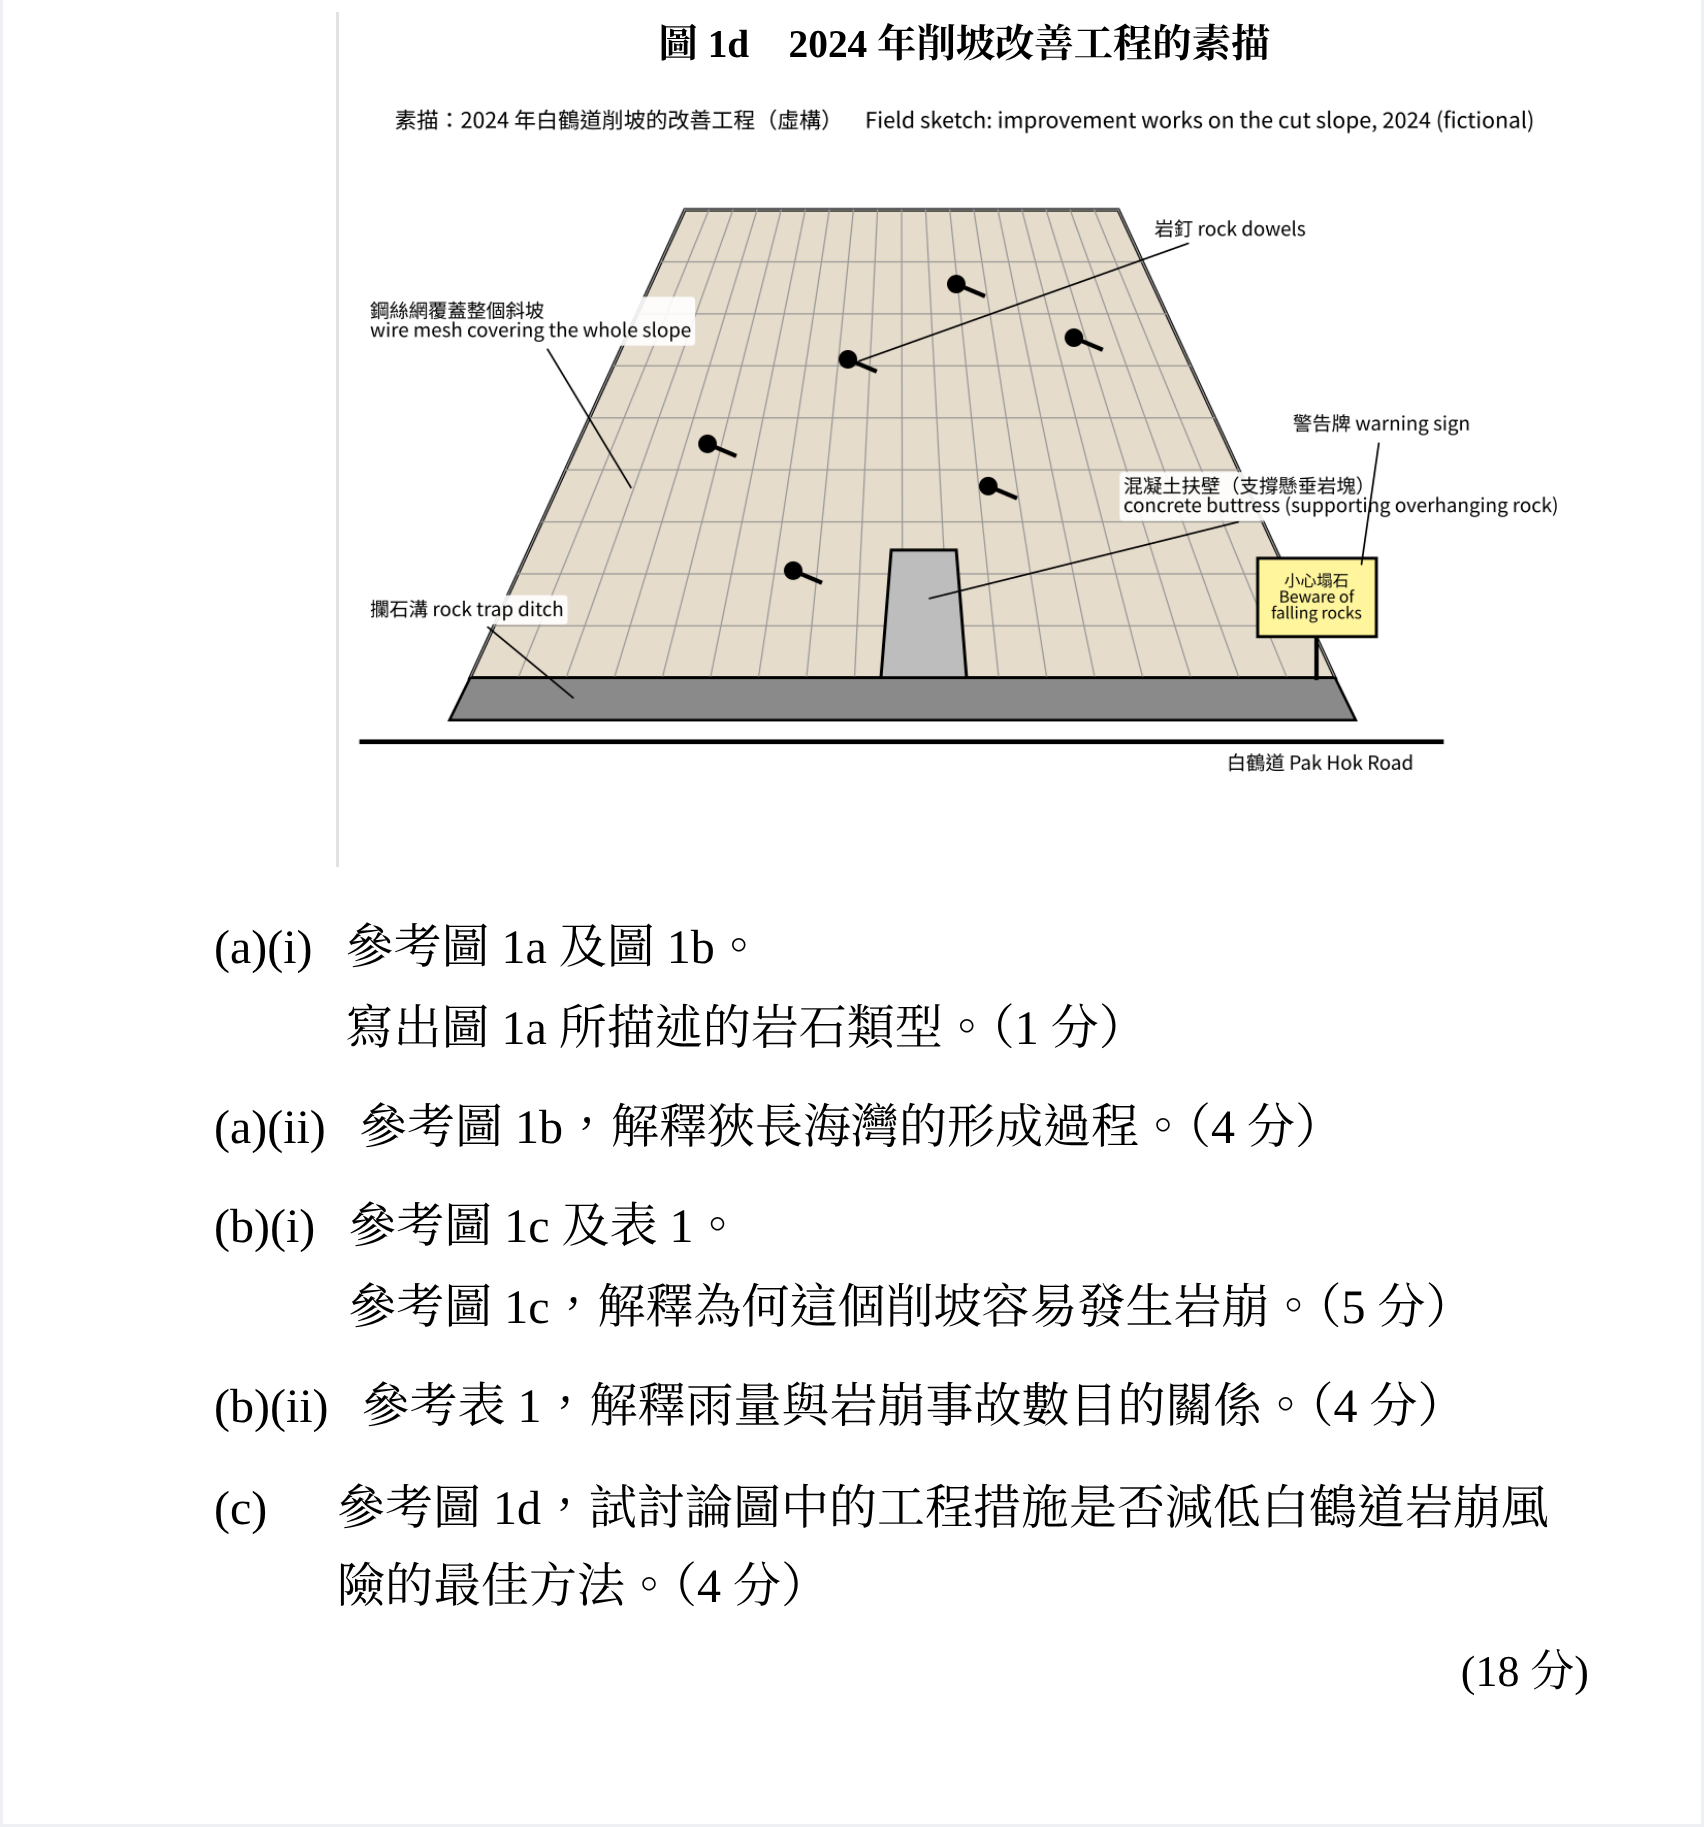 圖 1d　2024 年削坡改善工程的素描
素描：2024 年白鶴道削坡的改善工程（虛構）　Field sketch: improvement works on the cut slope, 2024 (fictional)
岩釘 rock dowels
鋼絲網覆蓋整個斜坡
wire mesh covering the whole slope
警告牌 warning sign
混凝土扶壁（支撐懸垂岩塊）
concrete buttress (supporting overhanging rock)
小心塌石
Beware of
falling rocks
攔石溝 rock trap ditch
白鶴道 Pak Hok Road
(a)(i) 參考圖 1a 及圖 1b。
寫出圖 1a 所描述的岩石類型。（1 分）
(a)(ii) 參考圖 1b，解釋狹長海灣的形成過程。（4 分）
(b)(i) 參考圖 1c 及表 1。
參考圖 1c，解釋為何這個削坡容易發生岩崩。（5 分）
(b)(ii) 參考表 1，解釋雨量與岩崩事故數目的關係。（4 分）
(c) 參考圖 1d，試討論圖中的工程措施是否減低白鶴道岩崩風
險的最佳方法。（4 分）
(18 分)